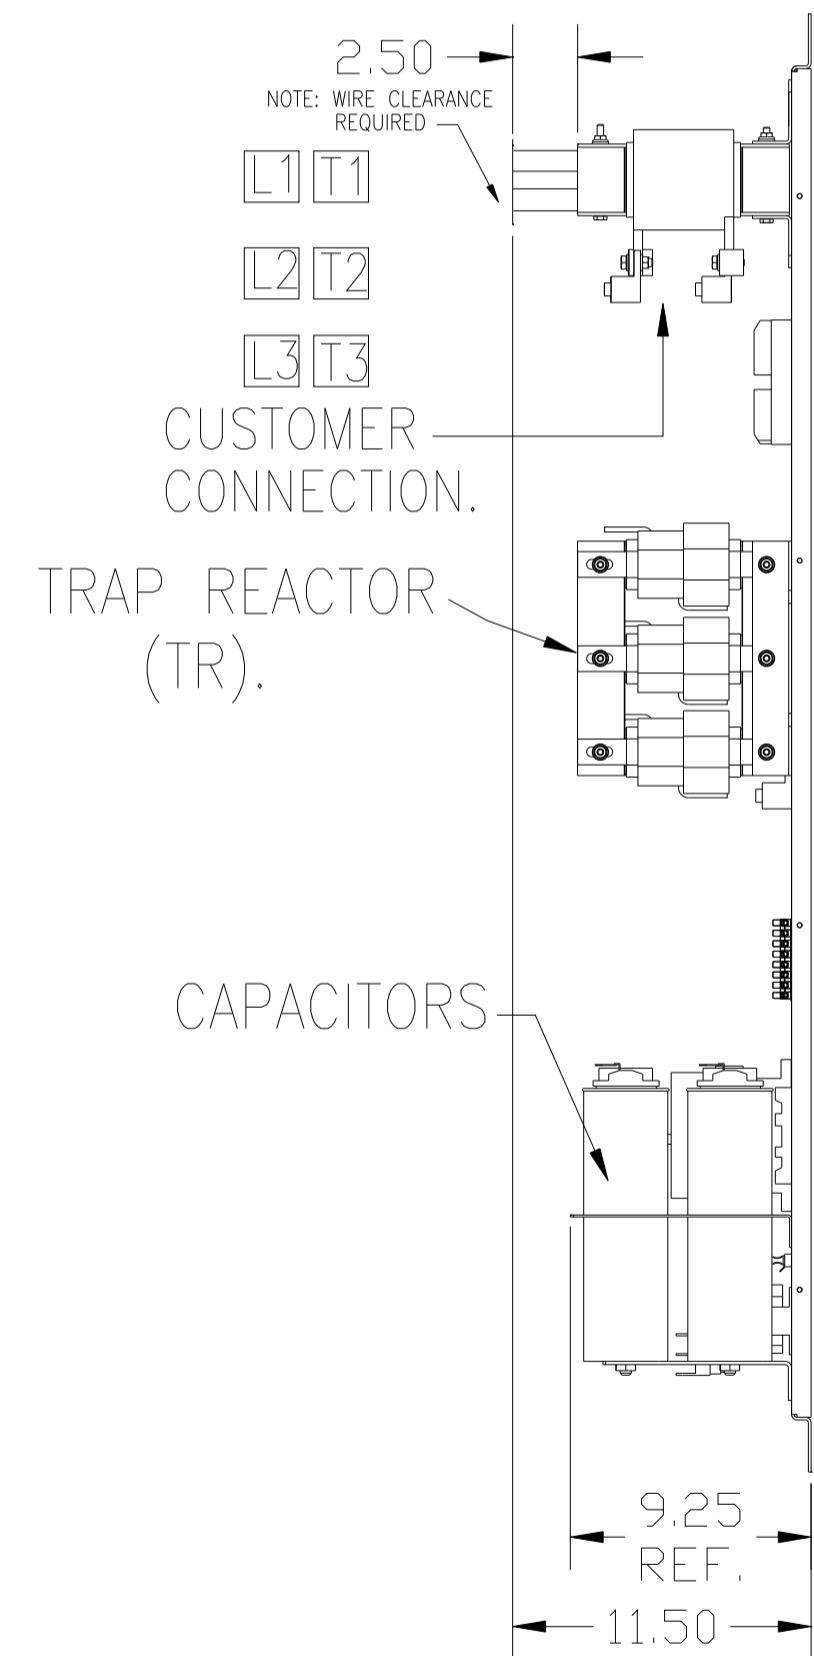 2.50
NOTE: WIRE CLEARANCE
REQUIRED
L1 T1
L2 T2
L3 T3
CUSTOMER
CONNECTION.
TRAP REACTOR
(TR).
CAPACITORS
9.25
REF.
11.50